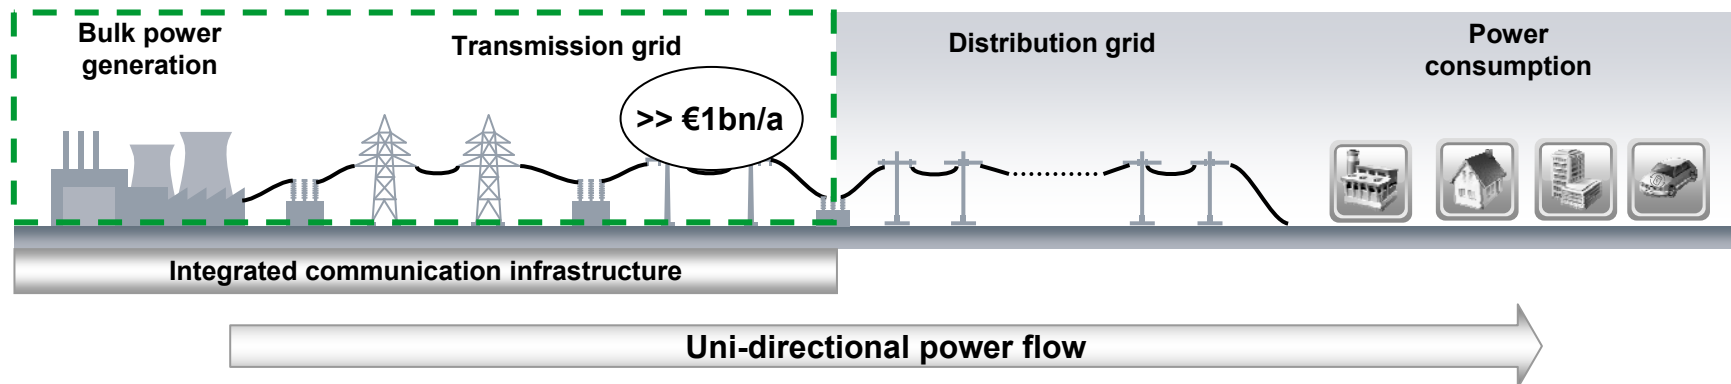 Bulk power
generation
Transmission grid
Distribution grid
Power
consumption
>> €1bn/a
Integrated communication infrastructure
Uni-directional power flow